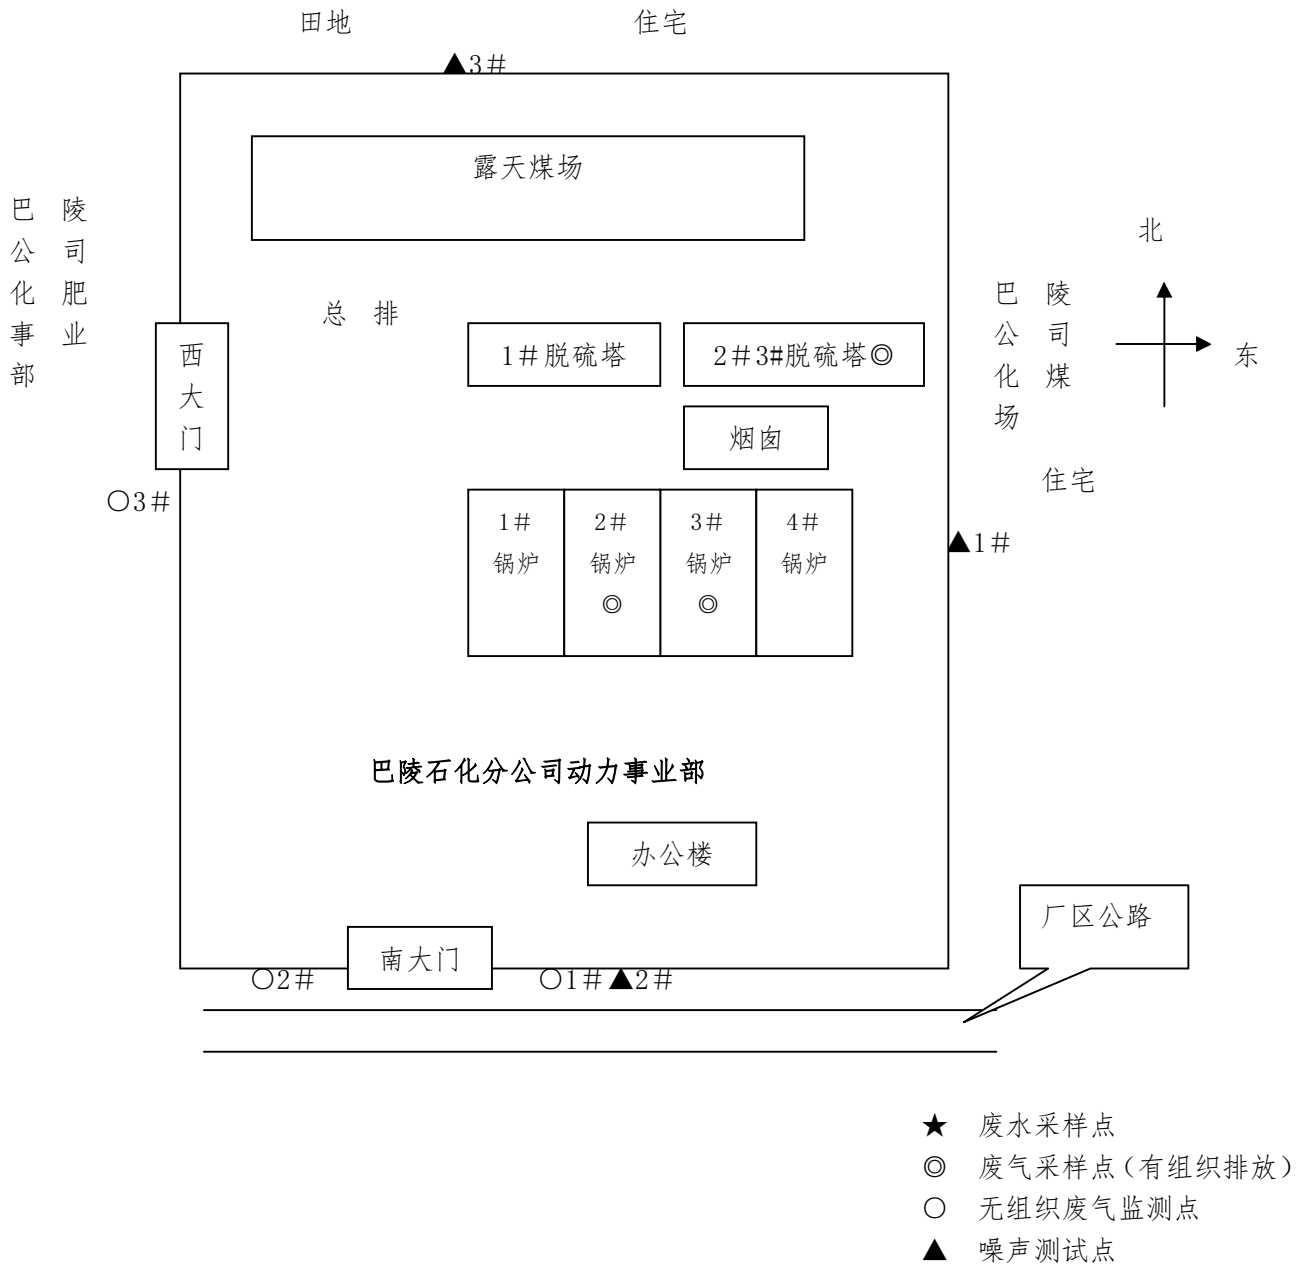 田地
住宅
▲3#
露天煤场
巴 陵
公 司
化 肥
事 业
部
北
东
巴 陵
公 司
化 煤
场
总 排
1#脱硫塔
2#3#脱硫塔◎
西
大
门
烟囱
住宅
○3#
1#
锅炉
2#
锅炉
◎
3#
锅炉
◎
4#
锅炉
▲1#
巴陵石化分公司动力事业部
办公楼
厂区公路
南大门
○2#
○1#▲2#
★ 废水采样点
◎ 废气采样点（有组织排放）
○ 无组织废气监测点
▲ 噪声测试点